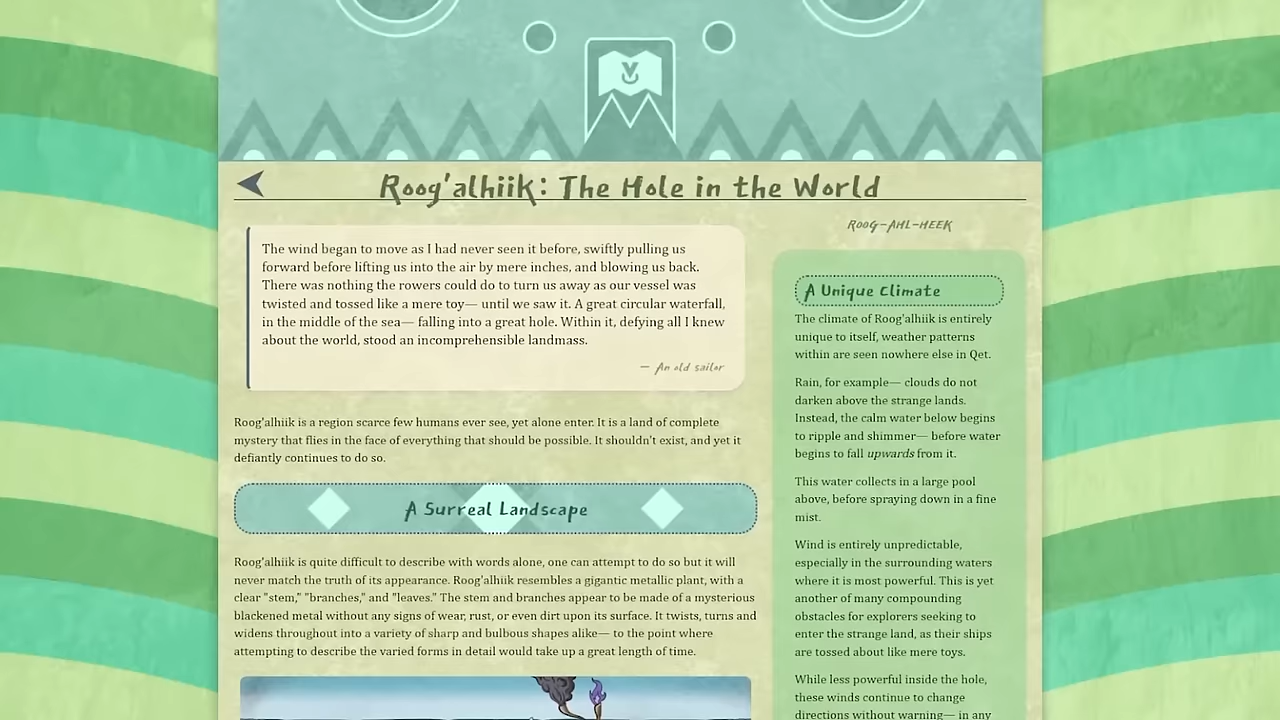 Roog'alhiik: The Hole in the World
The wind began to move as I had never seen it before, swiftly pulling us
forward before lifting us into the air by mere inches, and blowing us back.
There was nothing the rowers could do to turn us away as our vessel was
twisted and tossed like a mere toy— until we saw it. A great circular waterfall,
in the middle of the sea— falling into a great hole. Within it, defying all I knew
about the world, stood an incomprehensible landmass.
— An old sailor
Roog'alhiik is a region scarce few humans ever see, yet alone enter. It is a land of complete
mystery that flies in the face of everything that should be possible. It shouldn't exist, and yet it
defiantly continues to do so.
A Surreal Landscape
Roog'alhiik is quite difficult to describe with words alone, one can attempt to do so but it will
never match the truth of its appearance. Roog'alhiik resembles a gigantic metallic plant, with a
clear "stem," "branches," and "leaves." The stem and branches appear to be made of a mysterious
blackened metal without any signs of wear, rust, or even dirt upon its surface. It twists, turns and
widens throughout into a variety of sharp and bulbous shapes alike— to the point where
attempting to describe the varied forms in detail would take up a great length of time.
ROOG-AHL-HEEK
A Unique Climate
The climate of Roog'alhiik is entirely
unique to itself, weather patterns
within are seen nowhere else in Qet.
Rain, for example— clouds do not
darken above the strange lands.
Instead, the calm water below begins
to ripple and shimmer— before water
begins to fall upwards from it.
This water collects in a large pool
above, before spraying down in a fine
mist.
Wind is entirely unpredictable,
especially in the surrounding waters
where it is most powerful. This is yet
another of many compounding
obstacles for explorers seeking to
enter the strange land, as their ships
are tossed about like mere toys.
While less powerful inside the hole,
these winds continue to change
directions without warning— in any